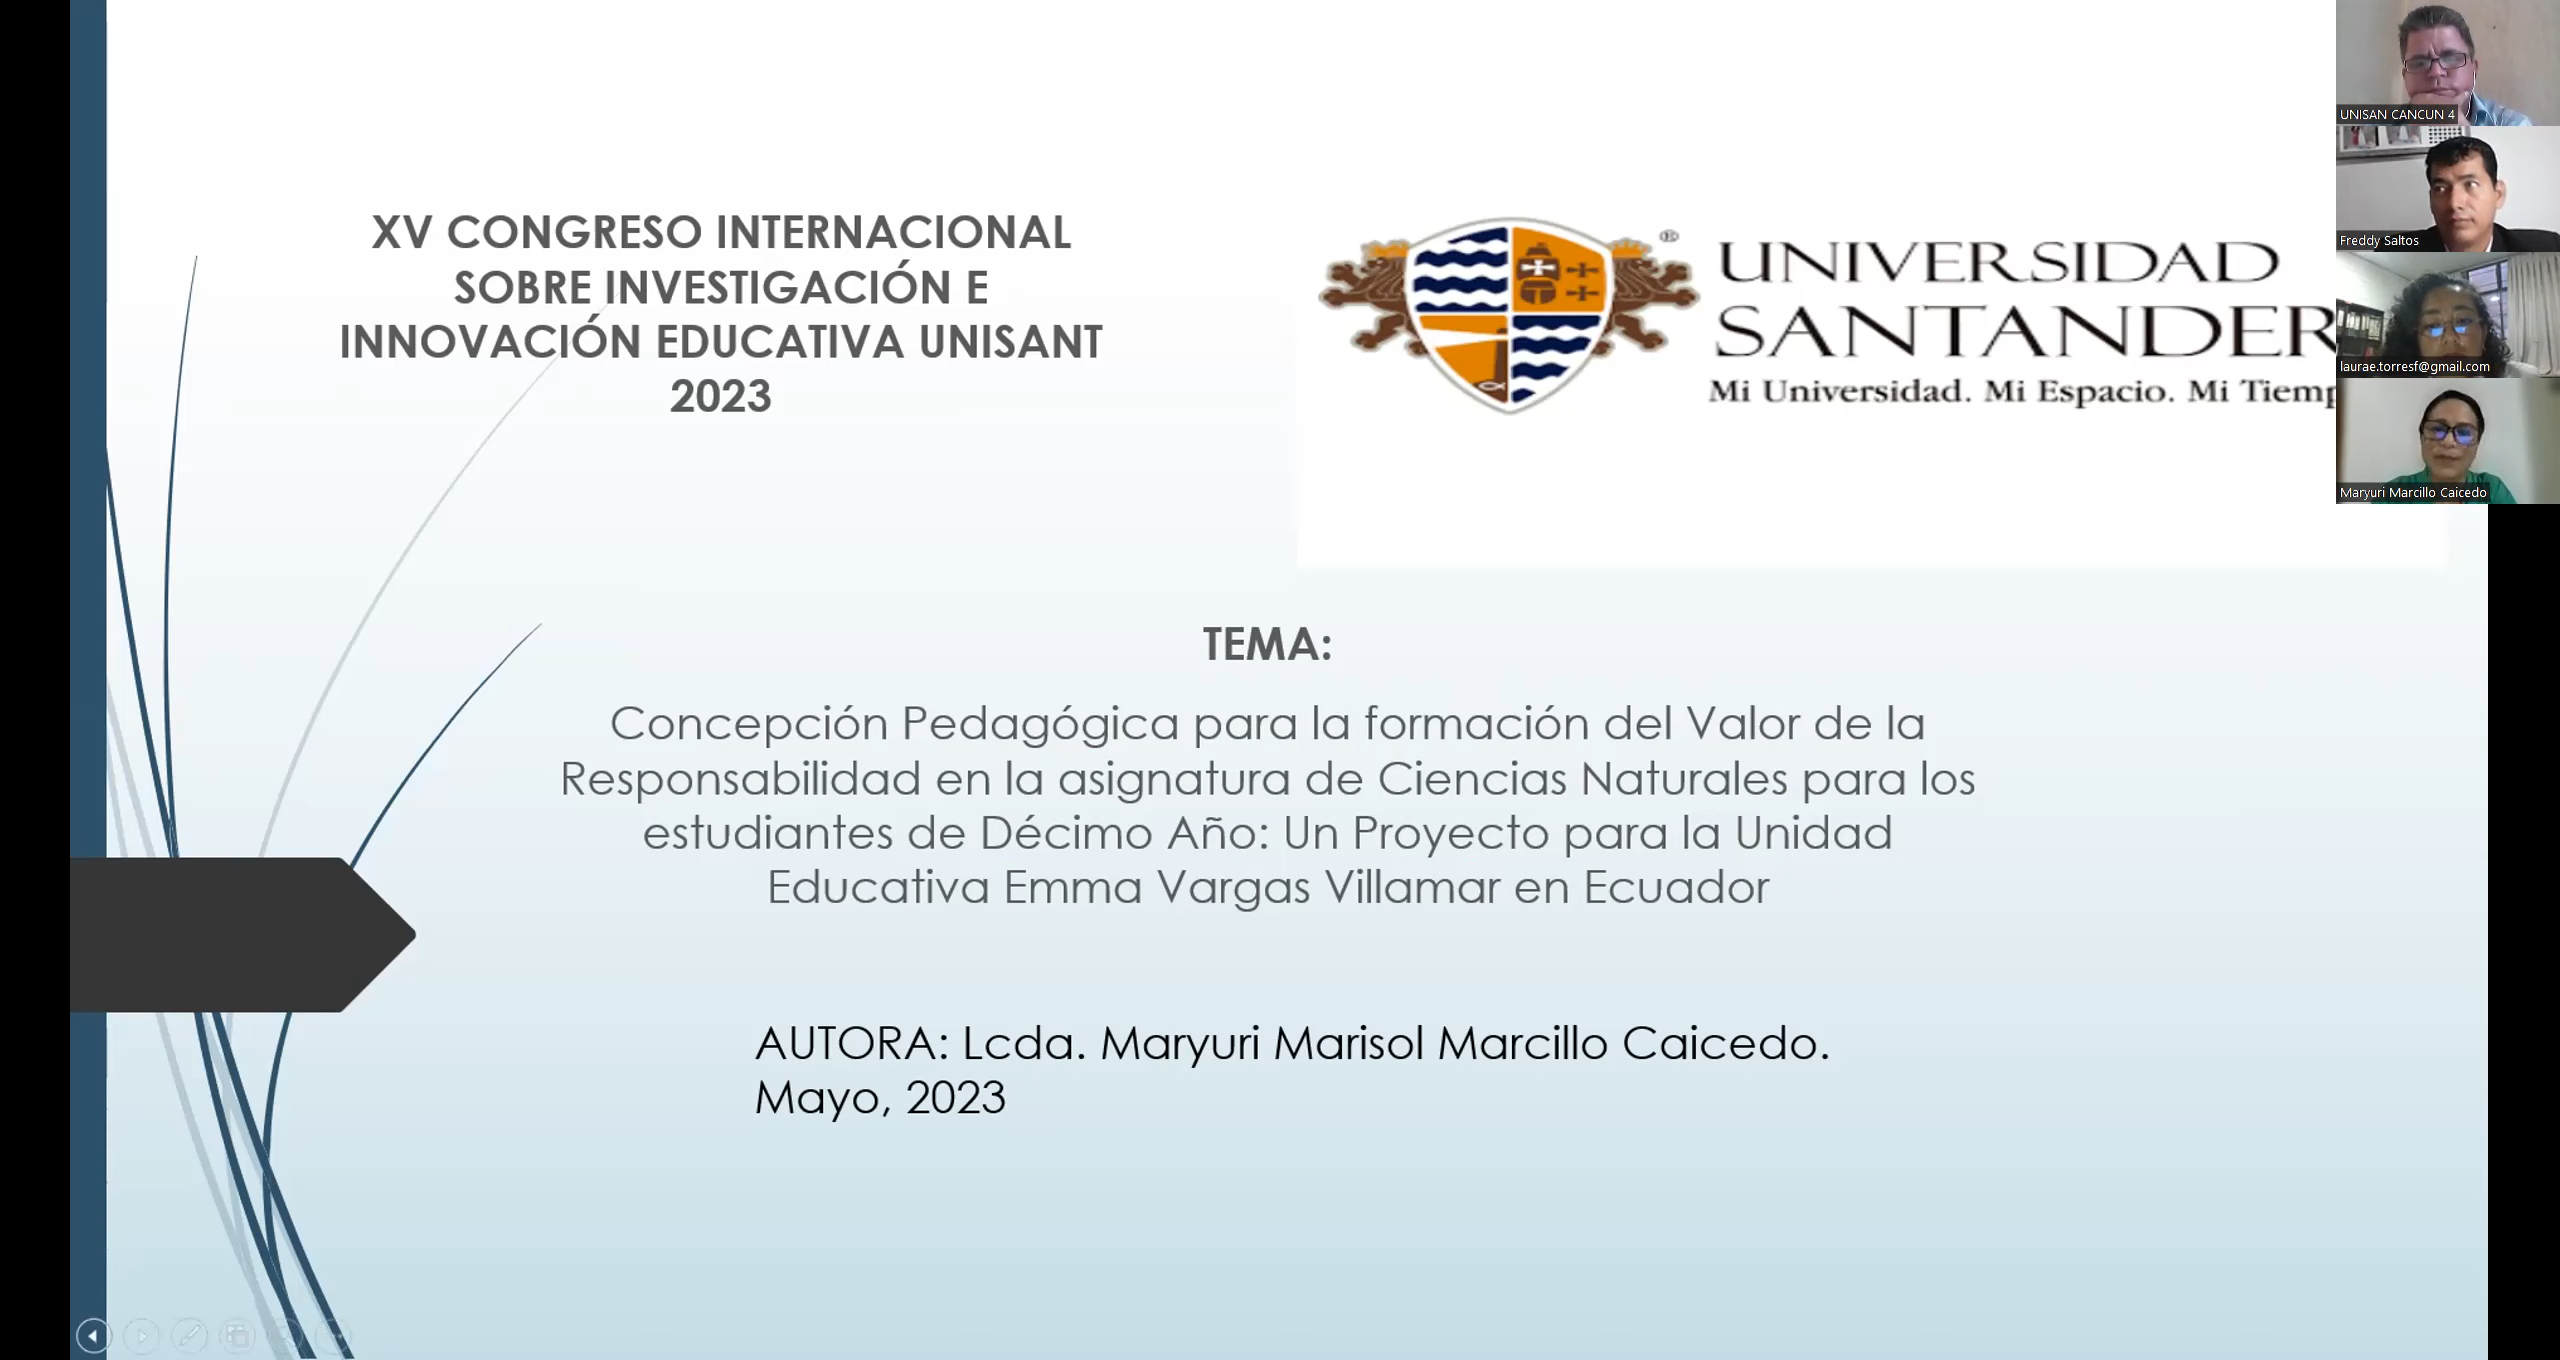 XV CONGRESO INTERNACIONAL
SOBRE INVESTIGACIÓN E
INNOVACIÓN EDUCATIVA UNISANT
2023
®
UNIVERSIDAD
SANTANDER
Mi Universidad. Mi Espacio. Mi Tiemp
TEMA:
Concepción Pedagógica para la formación del Valor de la
Responsabilidad en la asignatura de Ciencias Naturales para los
estudiantes de Décimo Año: Un Proyecto para la Unidad
Educativa Emma Vargas Villamar en Ecuador
AUTORA: Lcda. Maryuri Marisol Marcillo Caicedo.
Mayo, 2023
UNISAN CANCUN 4
Freddy Saltos
laurae.torresf@gmail.com
Maryuri Marcillo Caicedo